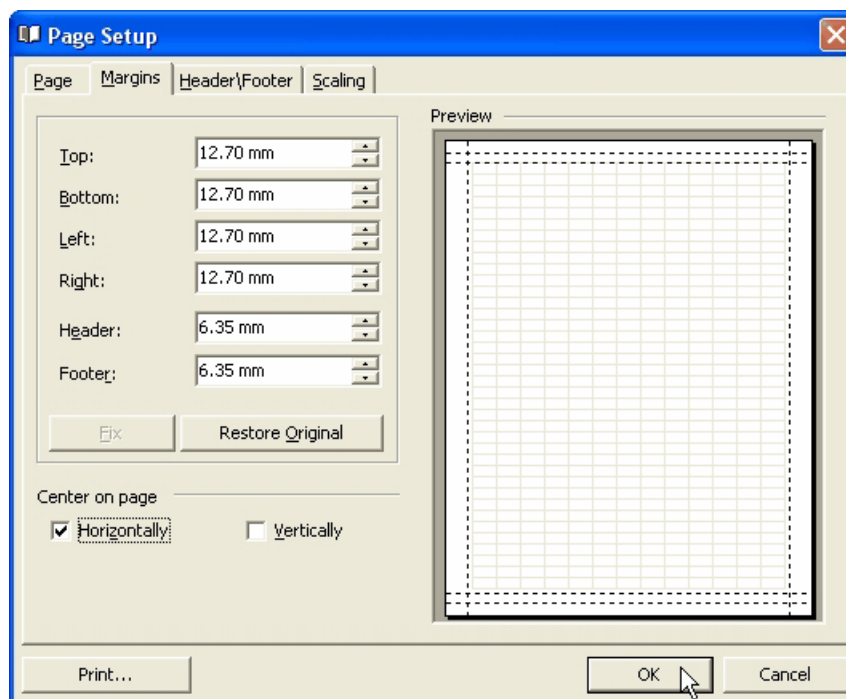 Page Setup
Page Margins Header\Footer Scaling
Top: 12.70 mm
Bottom: 12.70 mm
Left: 12.70 mm
Right: 12.70 mm
Header: 6.35 mm
Footer: 6.35 mm
Fix Restore Original
Center on page
Horizontally Vertically
Preview
Print... OK Cancel